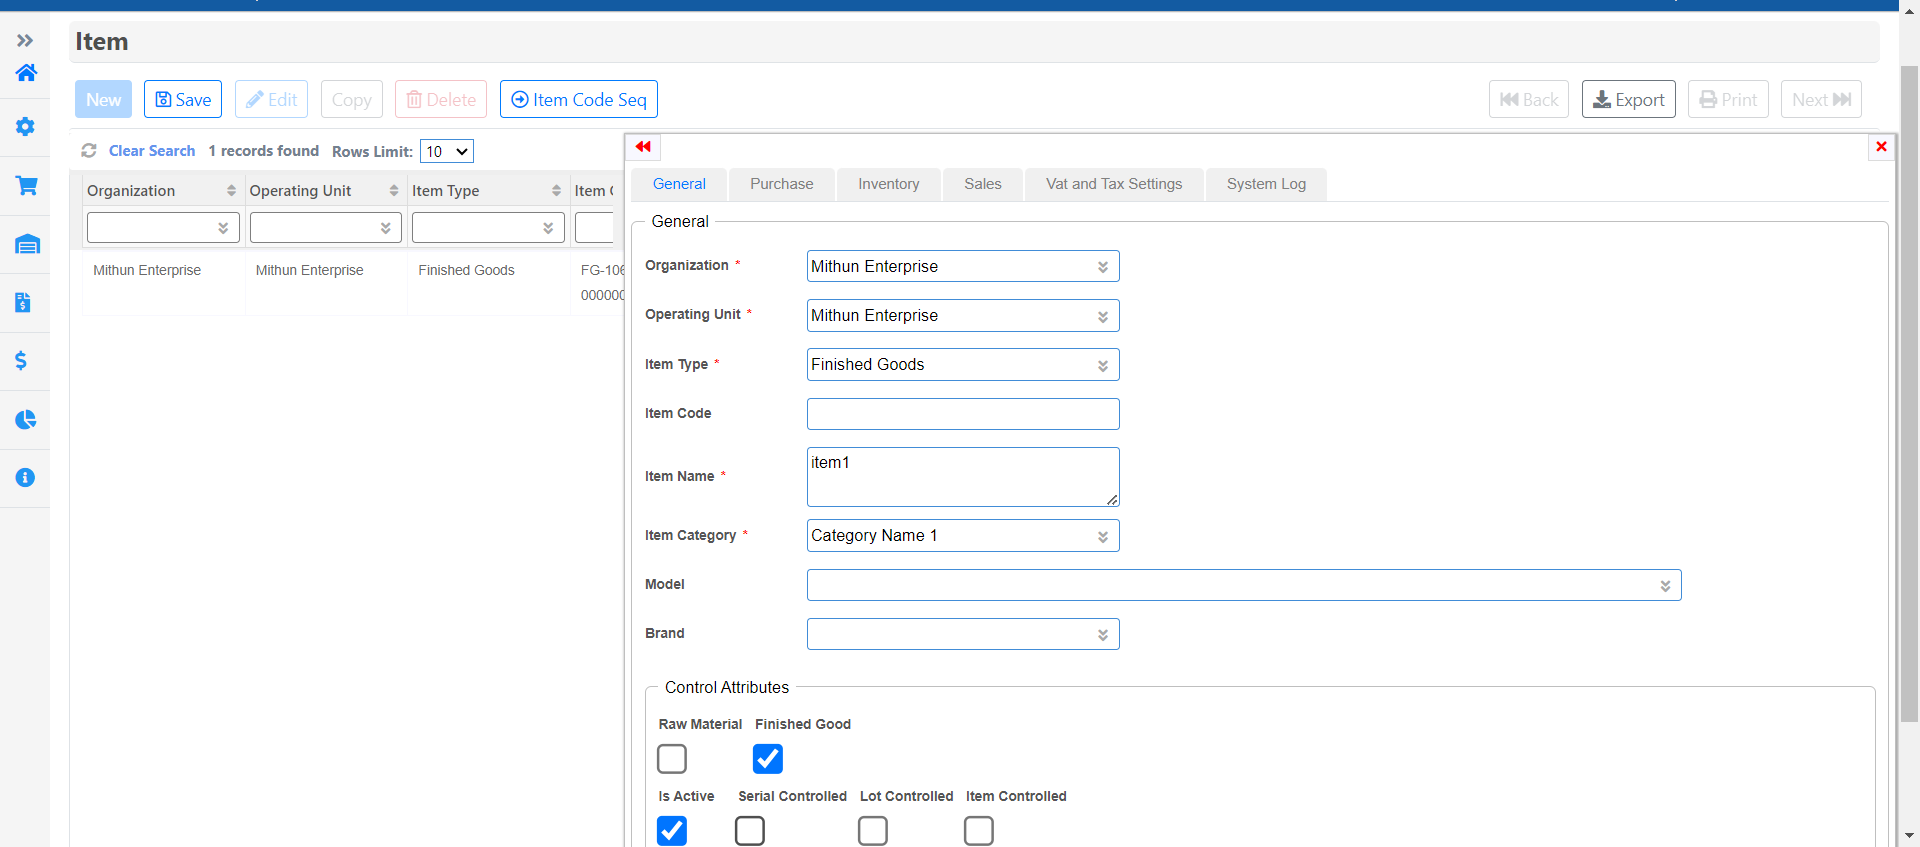 Item
New Save Edit Copy Delete Item Code Seq Back Export Print Next
Clear Search 1 records found Rows Limit: 10
Organization Operating Unit Item Type Item C
Mithun Enterprise Mithun Enterprise Finished Goods FG-106
000000
General Purchase Inventory Sales Vat and Tax Settings System Log
General
Organization * Mithun Enterprise
Operating Unit * Mithun Enterprise
Item Type * Finished Goods
Item Code
Item Name * item1
Item Category * Category Name 1
Model
Brand
Control Attributes
Raw Material Finished Good
Is Active Serial Controlled Lot Controlled Item Controlled